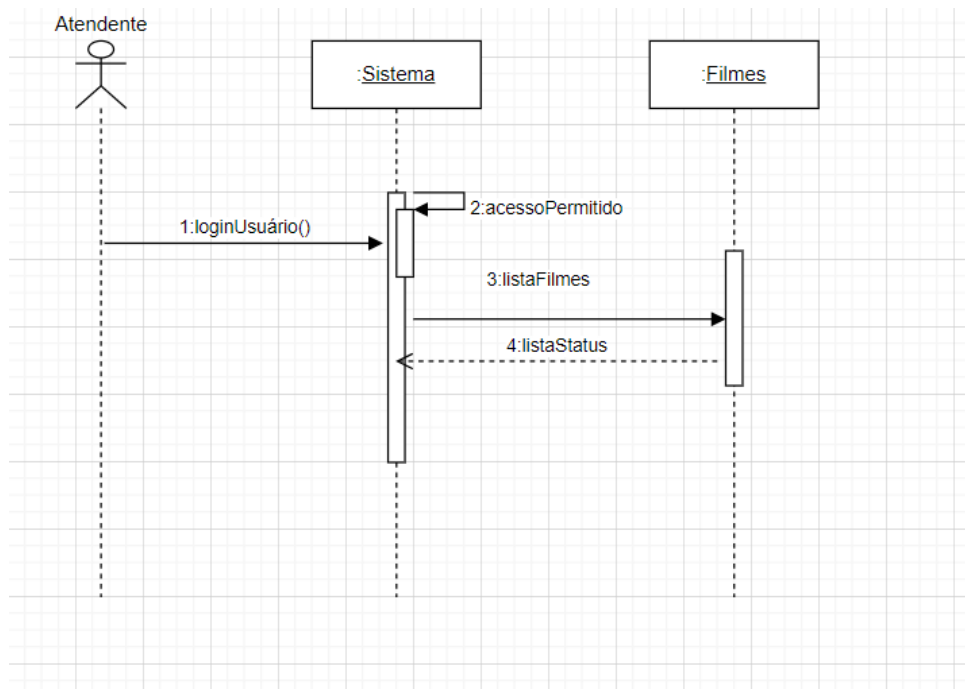 Atendente
:Sistema
:Filmes
2:acessoPermitido
1:loginUsuário()
3:listaFilmes
4:listaStatus